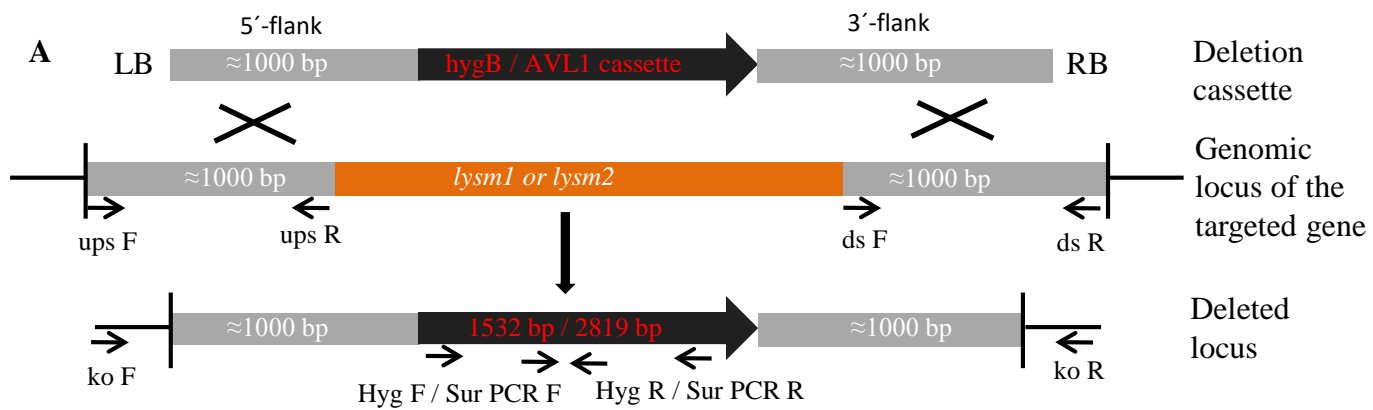 A
5´-flank
3´-flank
LB
≈1000 bp
hygB / AVL1 cassette
≈1000 bp
RB
Deletion
cassette
≈1000 bp
lysm1 or lysm2
≈1000 bp
Genomic
locus of the
targeted gene
ups F
ups R
ds F
ds R
≈1000 bp
1532 bp / 2819 bp
≈1000 bp
Deleted
locus
ko F
Hyg F / Sur PCR F
Hyg R / Sur PCR R
ko R